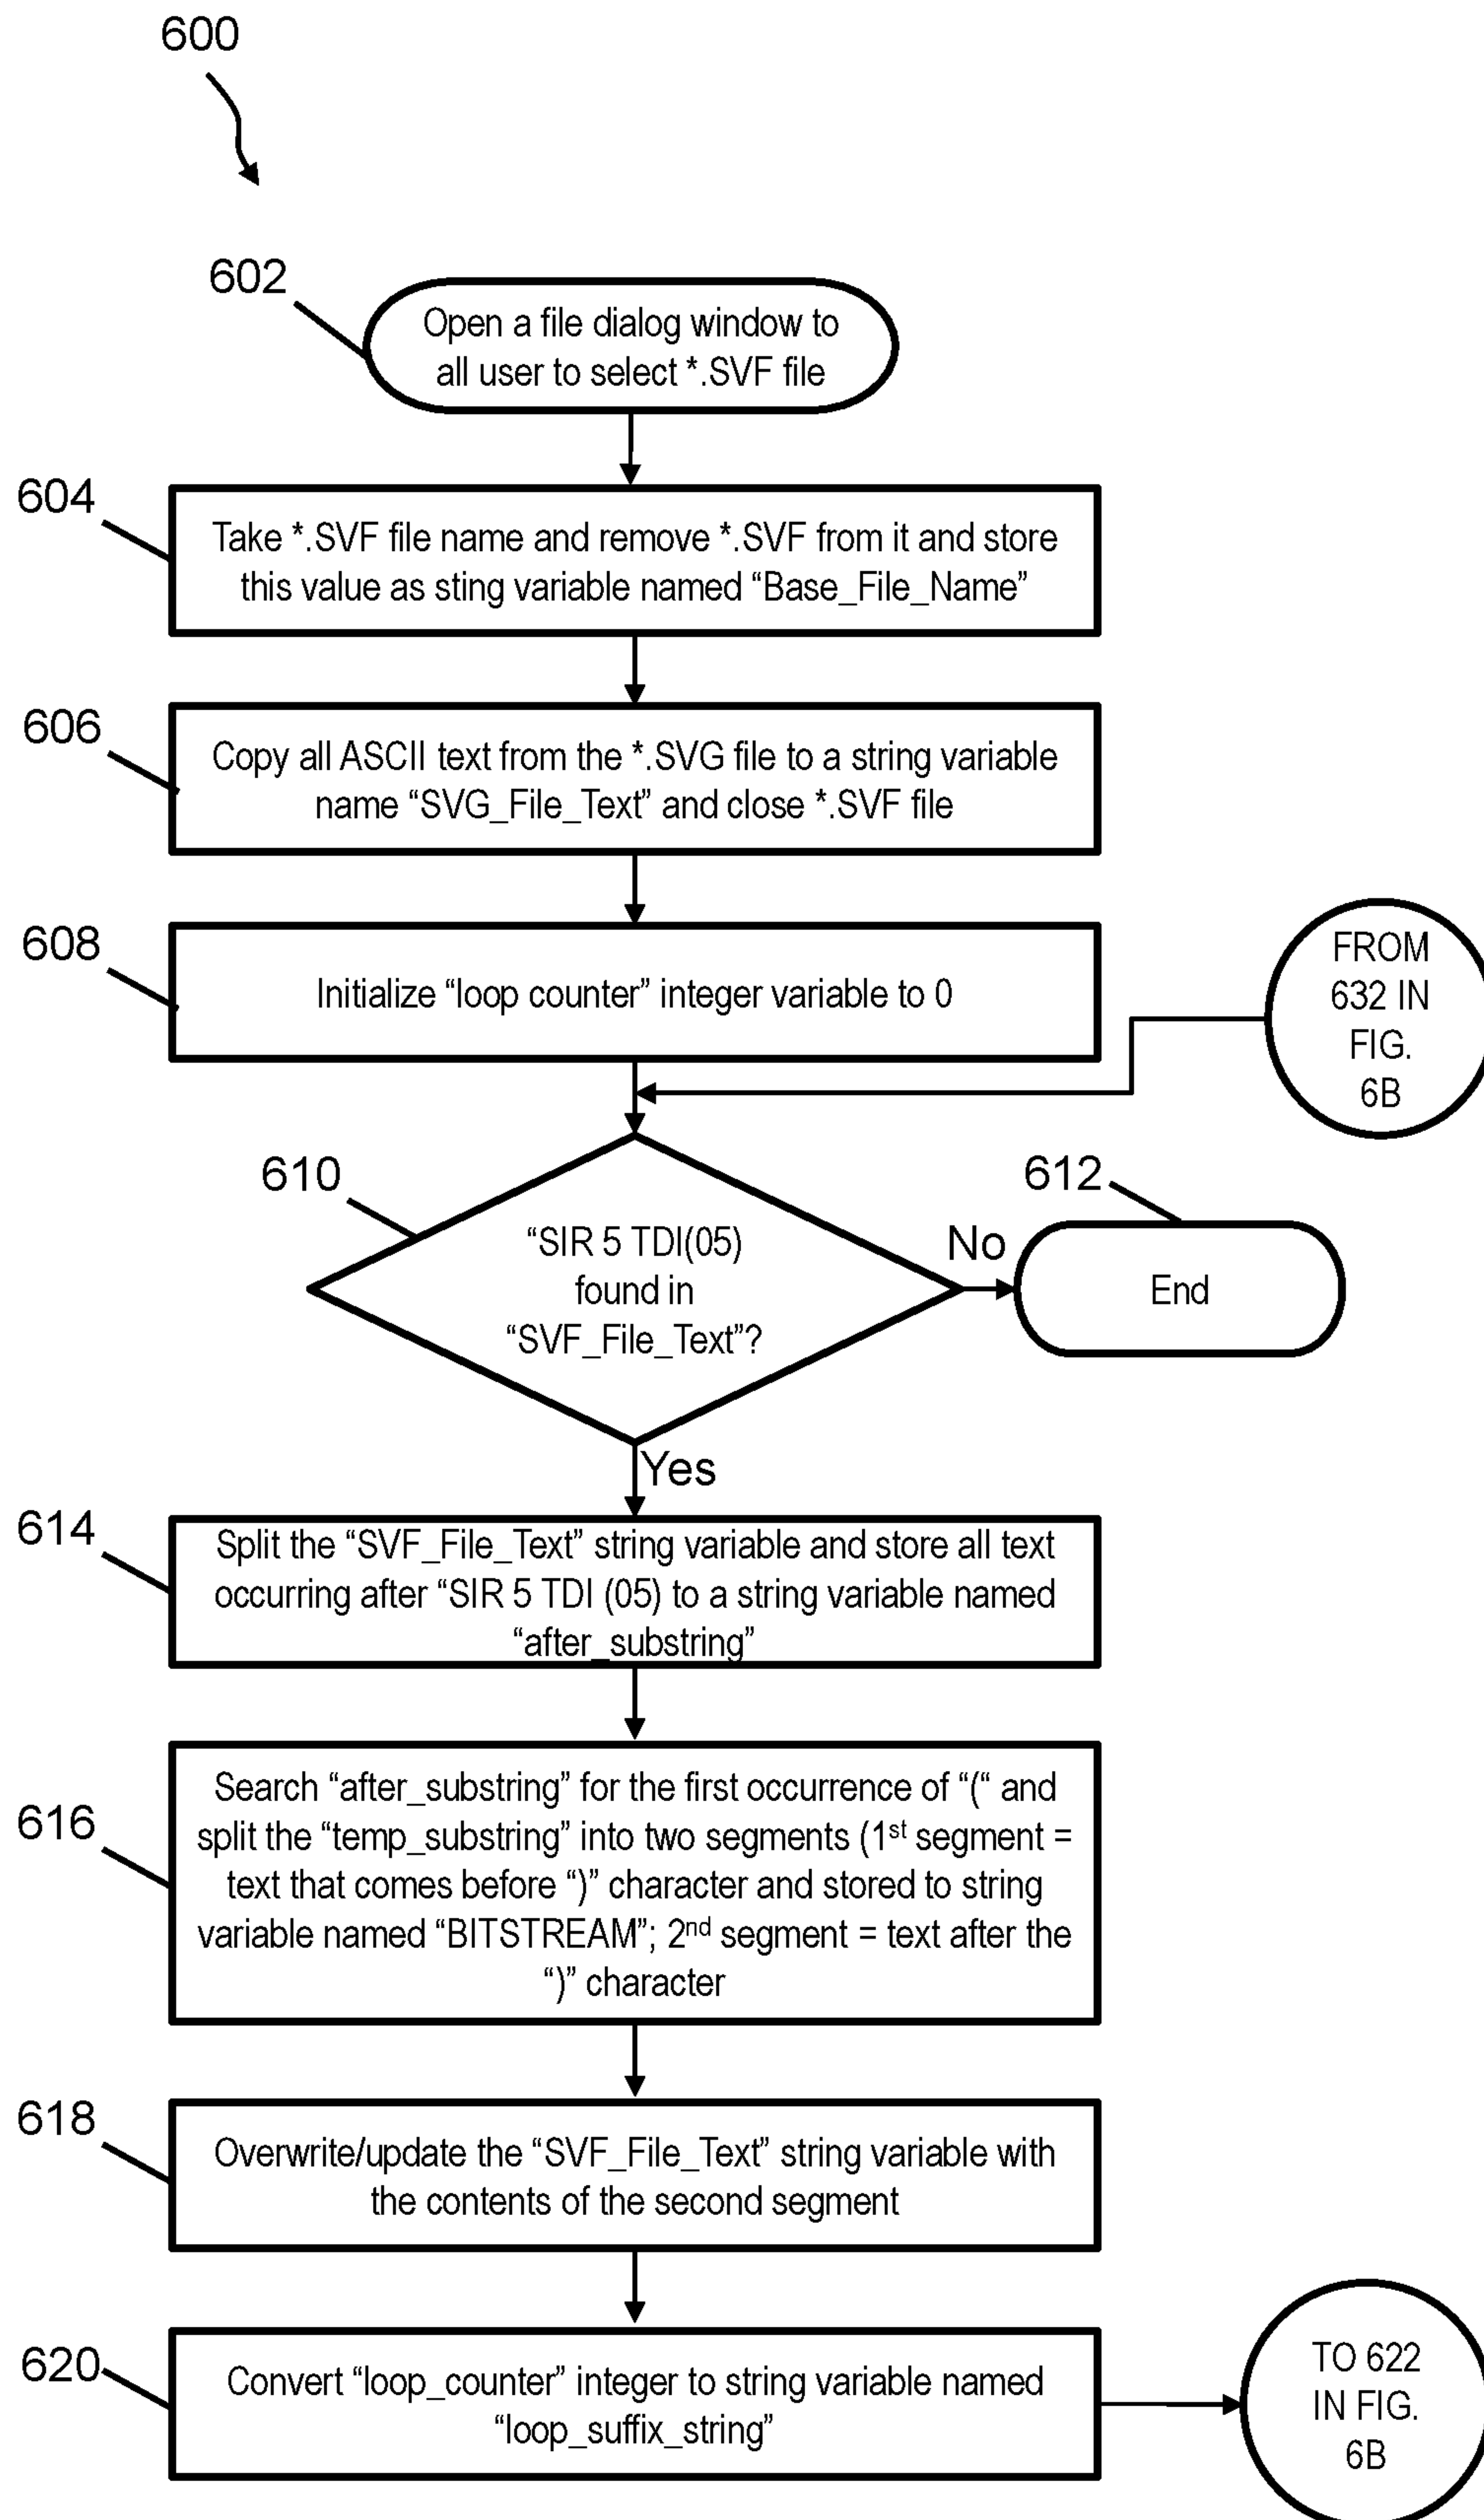 600
602
Open a file dialog window to
all user to select *.SVF file
604
Take *.SVF file name and remove *.SVF from it and store
this value as sting variable named “Base_File_Name”
606
Copy all ASCII text from the *.SVG file to a string variable
name “SVG_File_Text” and close *.SVF file
608
Initialize “loop counter” integer variable to 0
FROM
632 IN
FIG.
6B
610
“SIR 5 TDI(05)
found in
“SVF_File_Text”?
No
612
End
Yes
614
Split the “SVF_File_Text” string variable and store all text
occurring after “SIR 5 TDI (05) to a string variable named
“after_substring”
616
Search “after_substring” for the first occurrence of “(“ and
split the “temp_substring” into two segments (1st segment =
text that comes before “)” character and stored to string
variable named “BITSTREAM”; 2nd segment = text after the
“)” character
618
Overwrite/update the “SVF_File_Text” string variable with
the contents of the second segment
620
Convert “loop_counter” integer to string variable named
“loop_suffix_string”
TO 622
IN FIG.
6B